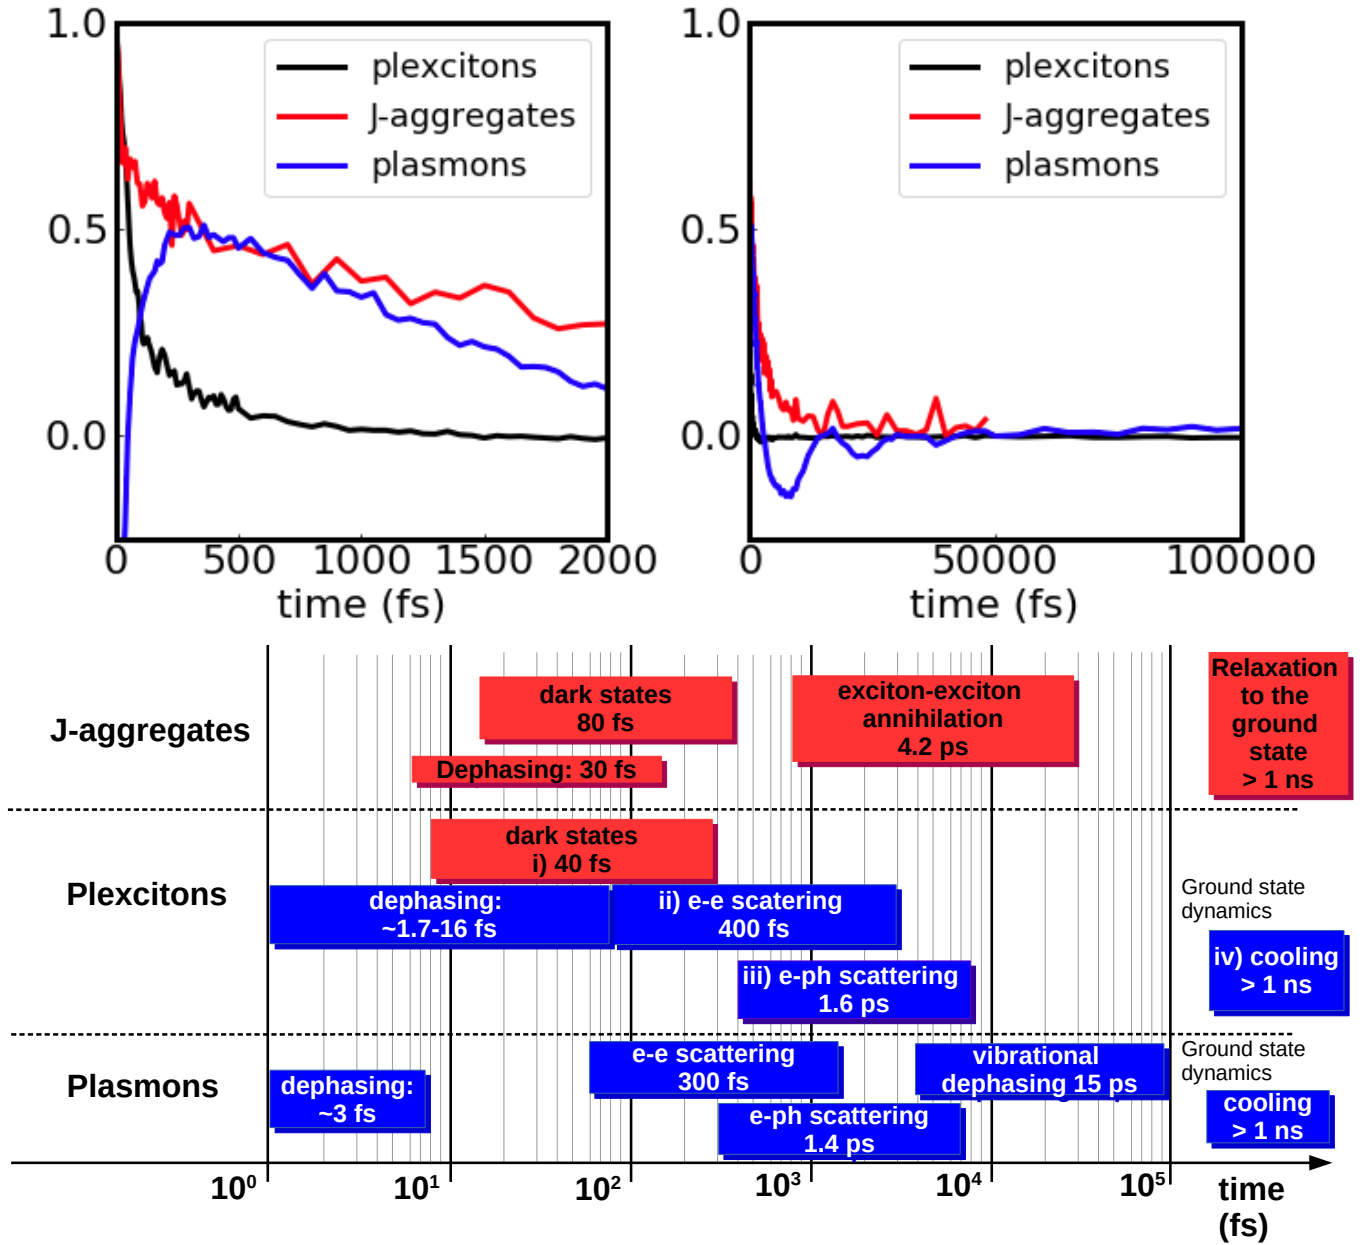 1.0
0.5
0.0
plexcitons
J-aggregates
plasmons
0
500
1000
1500
2000
time (fs)
1.0
0.5
0.0
plexcitons
J-aggregates
plasmons
0
50000
100000
time (fs)
J-aggregates
dark states
80 fs
Dephasing: 30 fs
exciton-exciton
annihilation
4.2 ps
Relaxation
to the
ground
state
> 1 ns
Plexcitons
dark states
i) 40 fs
dephasing:
~1.7-16 fs
ii) e-e scatering
400 fs
iii) e-ph scattering
1.6 ps
Ground state
dynamics
iv) cooling
> 1 ns
Plasmons
dephasing:
~3 fs
e-e scattering
300 fs
e-ph scattering
1.4 ps
vibrational
dephasing 15 ps
Ground state
dynamics
cooling
> 1 ns
10⁰
10¹
10²
10³
10⁴
10⁵
time
(fs)